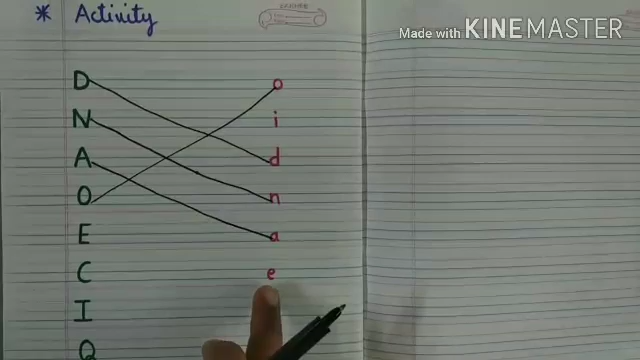 * Activity
Made with KINEMASTER
D o
N i
A d
O n
E a
C e
I
Q